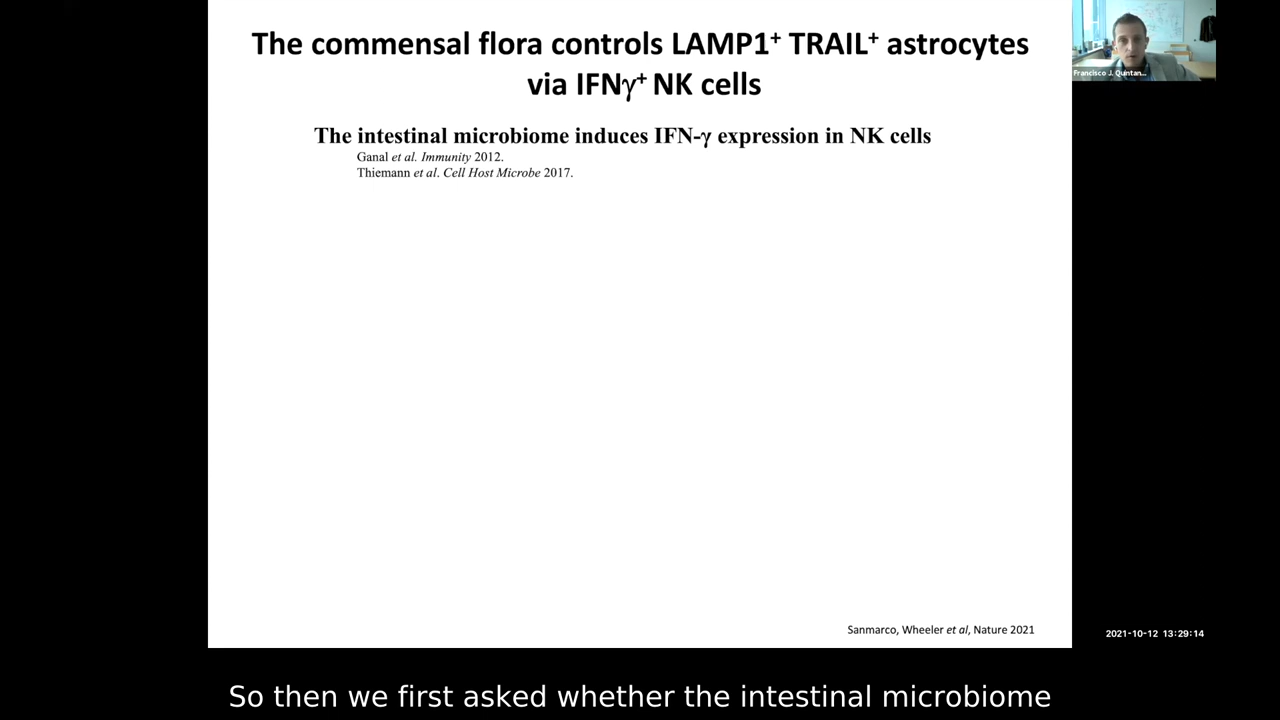 The commensal flora controls LAMP1⁺ TRAIL⁺ astrocytes
via IFNγ⁺ NK cells
Francisco J. Quintan...
The intestinal microbiome induces IFN-γ expression in NK cells
Ganal et al. Immunity 2012.
Thiemann et al. Cell Host Microbe 2017.
Sanmarco, Wheeler et al, Nature 2021
2021-10-12 13:29:14
So then we first asked whether the intestinal microbiome